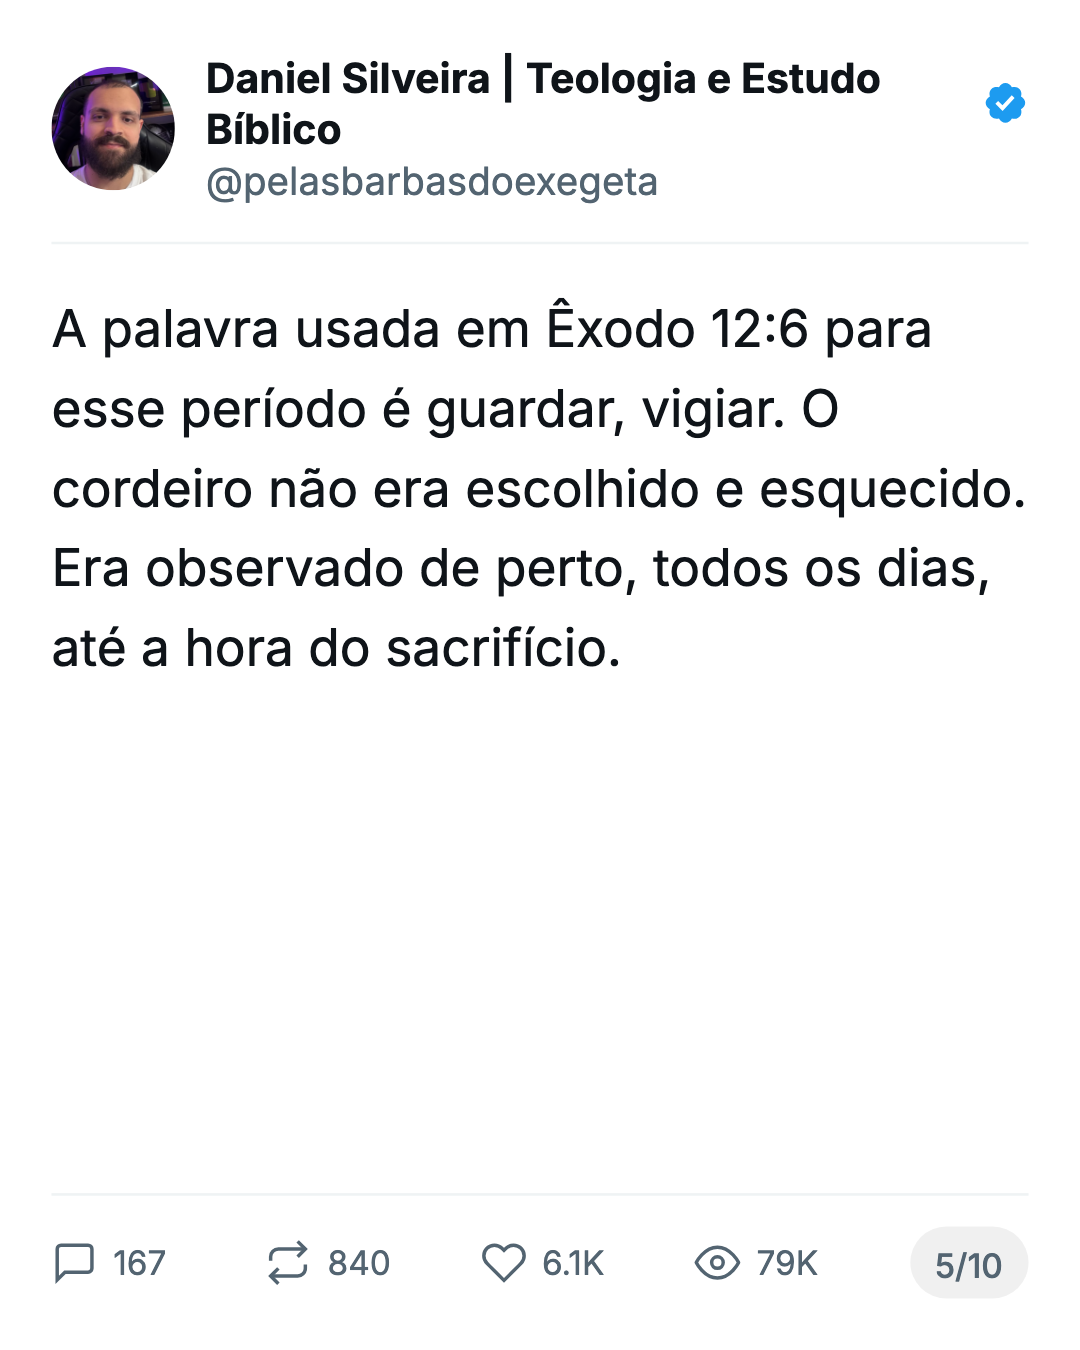 Daniel Silveira | Teologia e Estudo
Bíblico
@pelasbarbasdoexegeta
A palavra usada em Êxodo 12:6 para
esse período é guardar, vigiar. O
cordeiro não era escolhido e esquecido.
Era observado de perto, todos os dias,
até a hora do sacrifício.
167 840 6.1K 79K 5/10